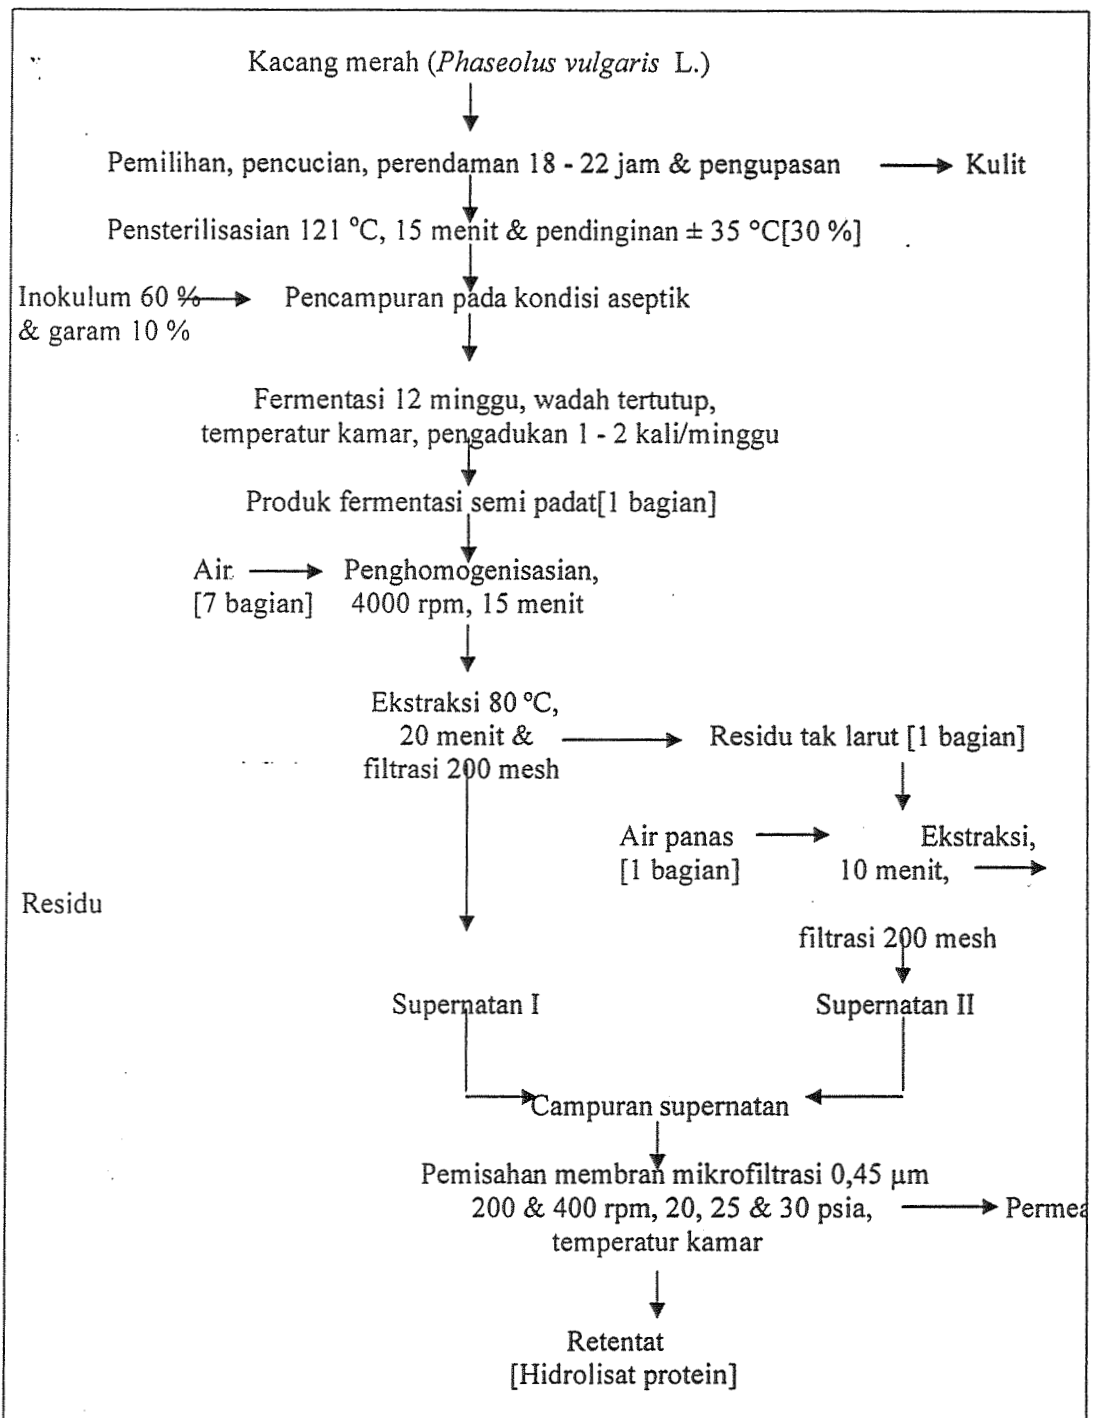 Kacang merah (Phaseolus vulgaris L.)
Pemilihan, pencucian, perendaman 18 - 22 jam & pengupasan
Kulit
Pensterilisasian 121 °C, 15 menit & pendinginan ± 35 °C[30 %]
Inokulum 60 %
& garam 10 %
Pencampuran pada kondisi aseptik
Fermentasi 12 minggu, wadah tertutup,
temperatur kamar, pengadukan 1 - 2 kali/minggu
Produk fermentasi semi padat[1 bagian]
Air
[7 bagian]
Penghomogenisasian,
4000 rpm, 15 menit
Ekstraksi 80 °C,
20 menit &
filtrasi 200 mesh
Residu tak larut [1 bagian]
Air panas
[1 bagian]
Ekstraksi,
10 menit,
Residu
filtrasi 200 mesh
Supernatan I
Supernatan II
Campuran supernatan
Pemisahan membran mikrofiltrasi 0,45 µm
200 & 400 rpm, 20, 25 & 30 psia,
temperatur kamar
Retentat
[Hidrolisat protein]